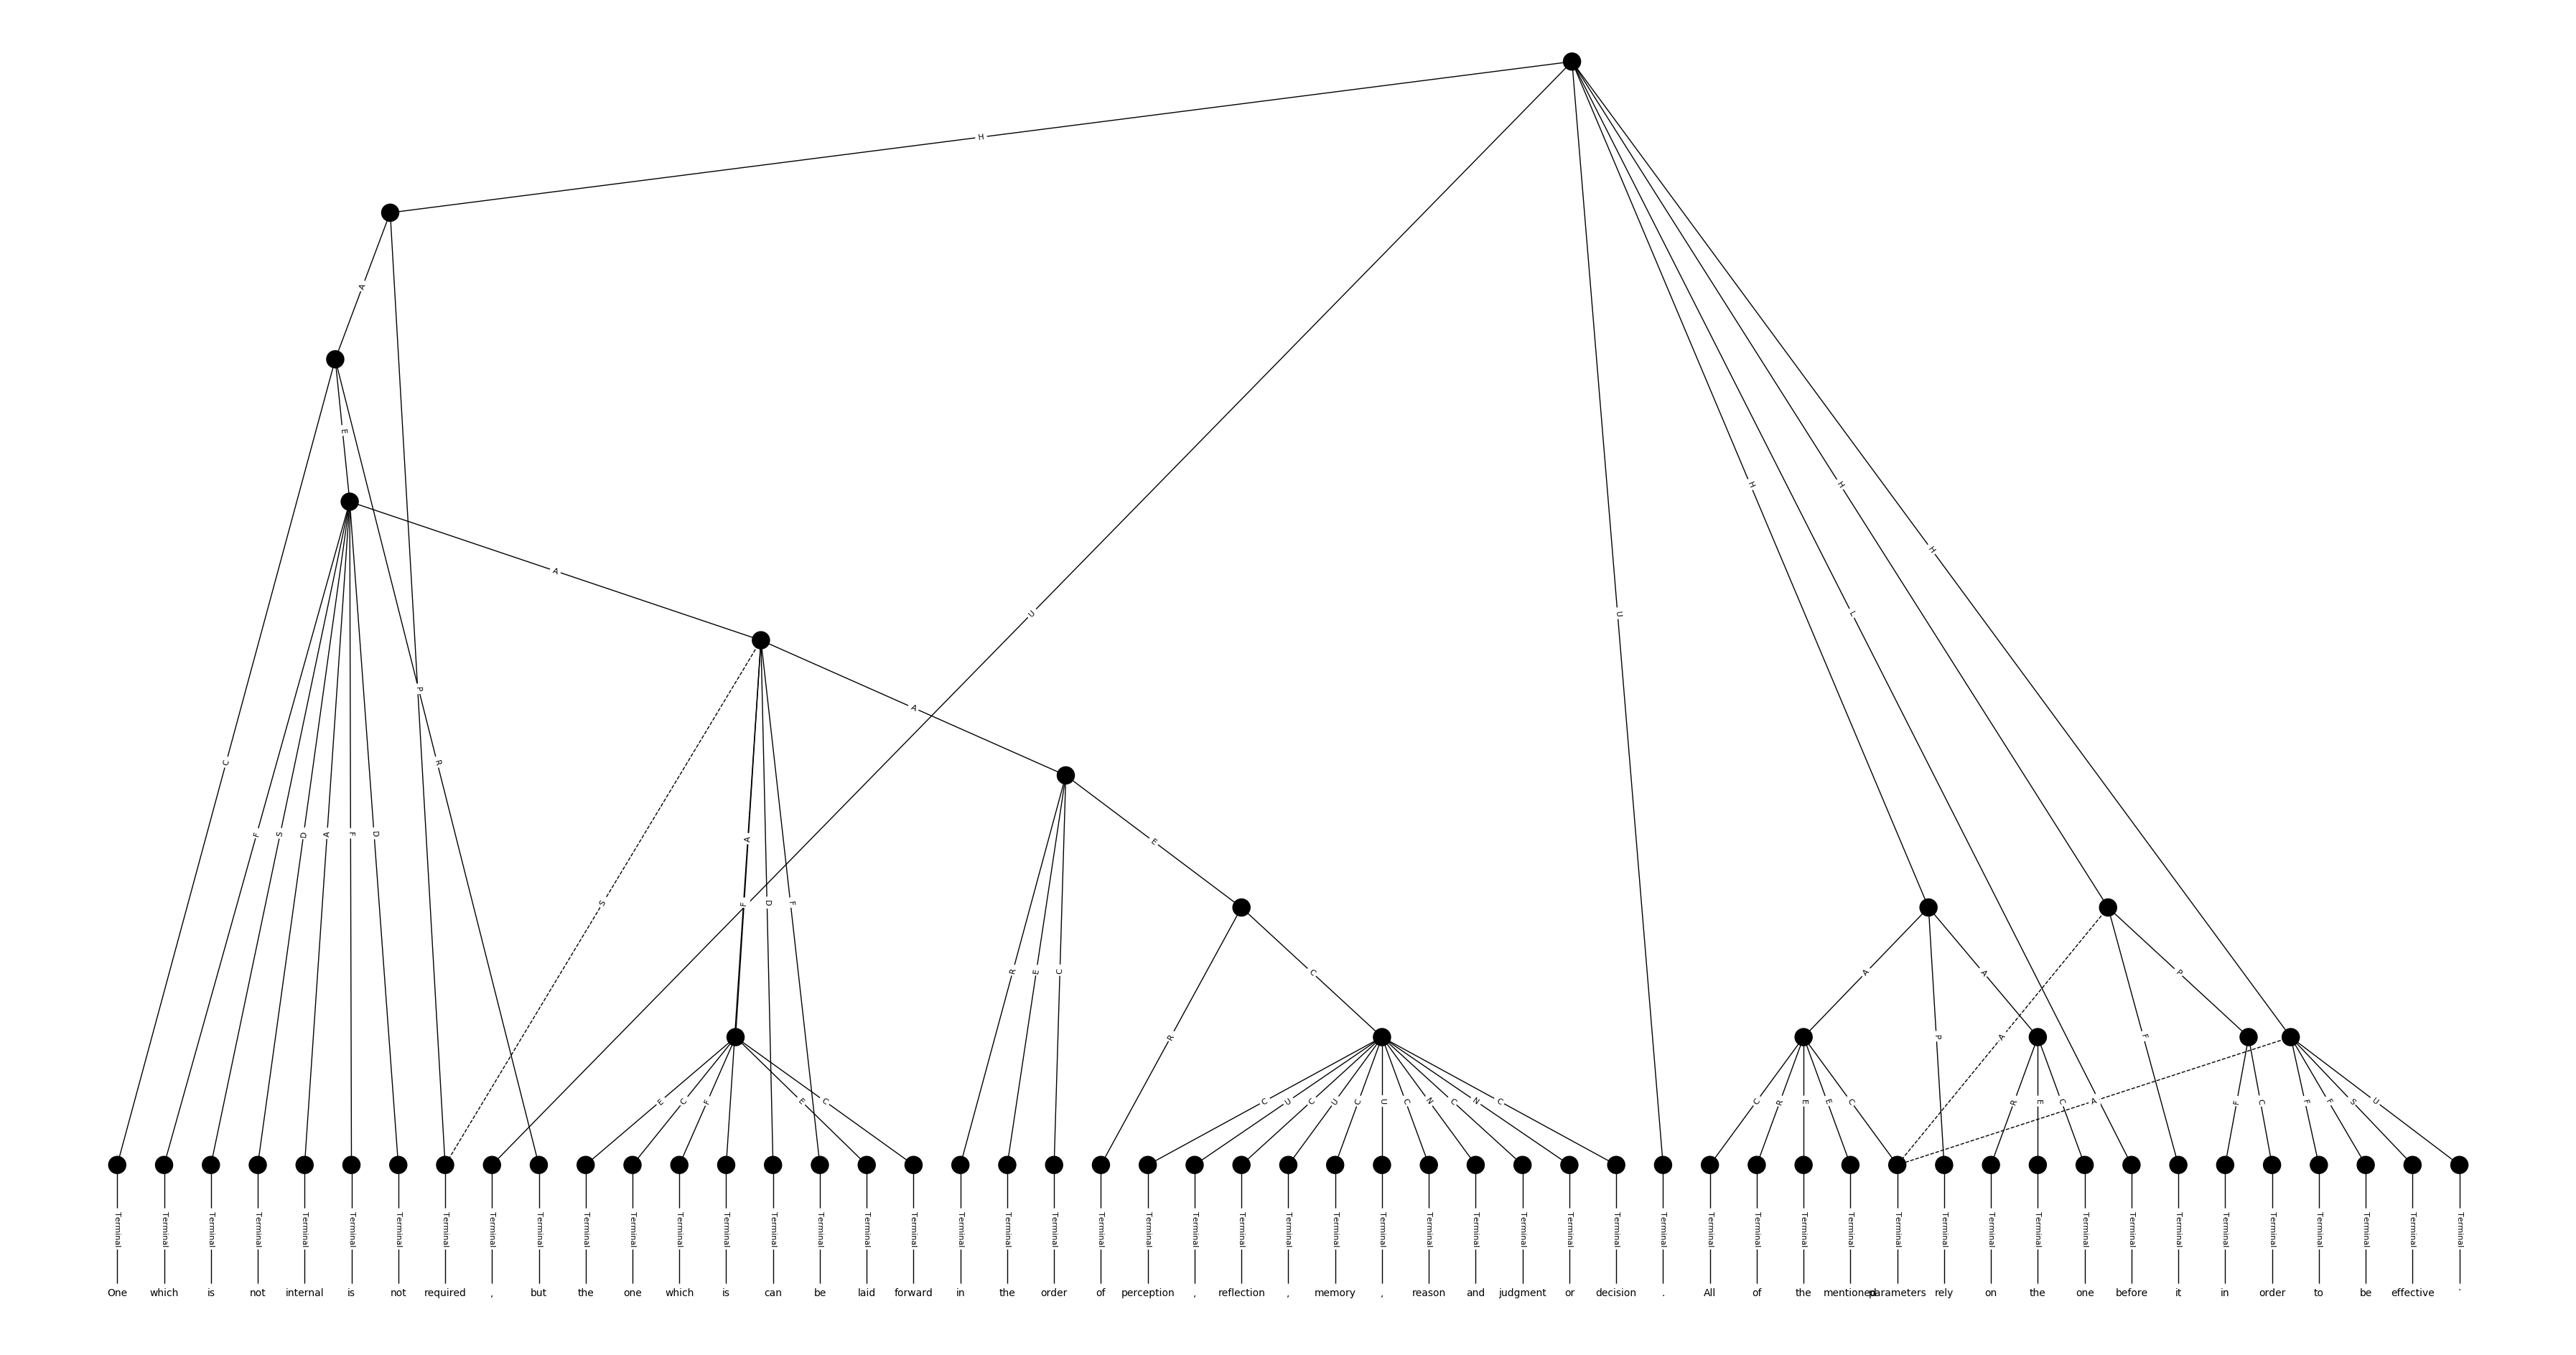 H
A
E
A
C
P
R
U
U
A
H
H
L
H
F
S
D
A
F
D
S
A
F
D
F
E
R
E
C
C
R
A
A
P
A
F
P
E
C
F
E
C
C
U
C
U
C
U
C
N
C
N
C
C
R
E
E
C
R
E
C
A
F
C
F
F
S
U
Terminal Terminal Terminal Terminal Terminal Terminal Terminal Terminal Terminal Terminal Terminal Terminal Terminal Terminal Terminal Terminal Terminal Terminal Terminal Terminal Terminal Terminal Terminal Terminal Terminal Terminal Terminal Terminal Terminal Terminal Terminal Terminal Terminal Terminal Terminal Terminal Terminal Terminal Terminal Terminal Terminal Terminal Terminal Terminal Terminal Terminal Terminal Terminal Terminal Terminal Terminal
One which is not internal is not required , but the one which is can be laid forward in the order of perception , reflection , memory , reason and judgment or decision . All of the mentioned parameters rely on the one before it in order to be effective .